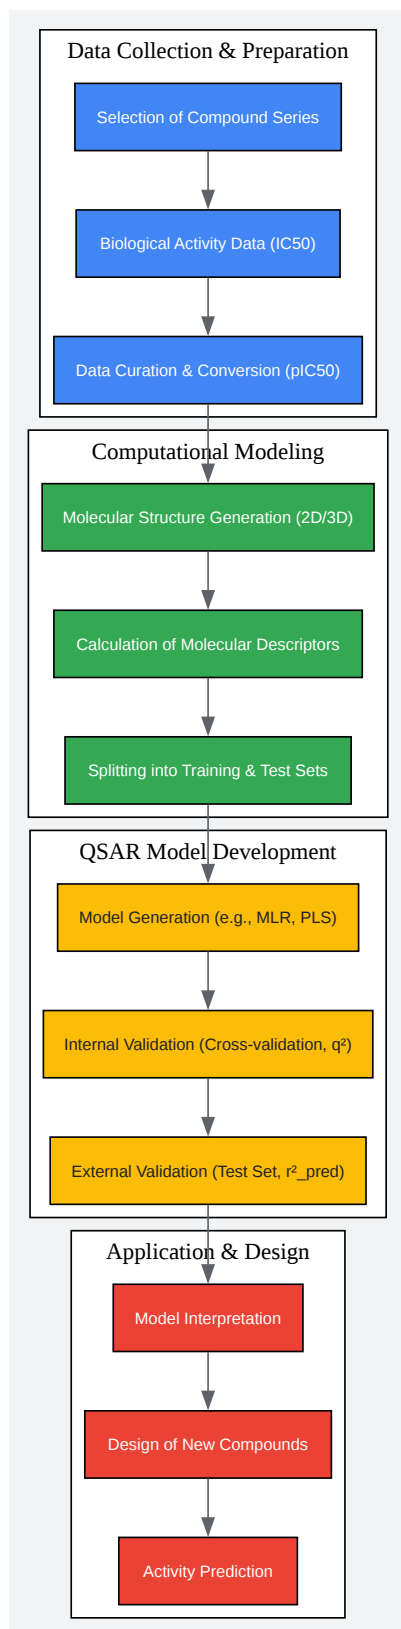 Data Collection & Preparation
Selection of Compound Series
Biological Activity Data (IC50)
Data Curation & Conversion (pIC50)
Computational Modeling
Molecular Structure Generation (2D/3D)
Calculation of Molecular Descriptors
Splitting into Training & Test Sets
QSAR Model Development
Model Generation (e.g., MLR, PLS)
Internal Validation (Cross-validation, q²)
External Validation (Test Set, r²_pred)
Application & Design
Model Interpretation
Design of New Compounds
Activity Prediction